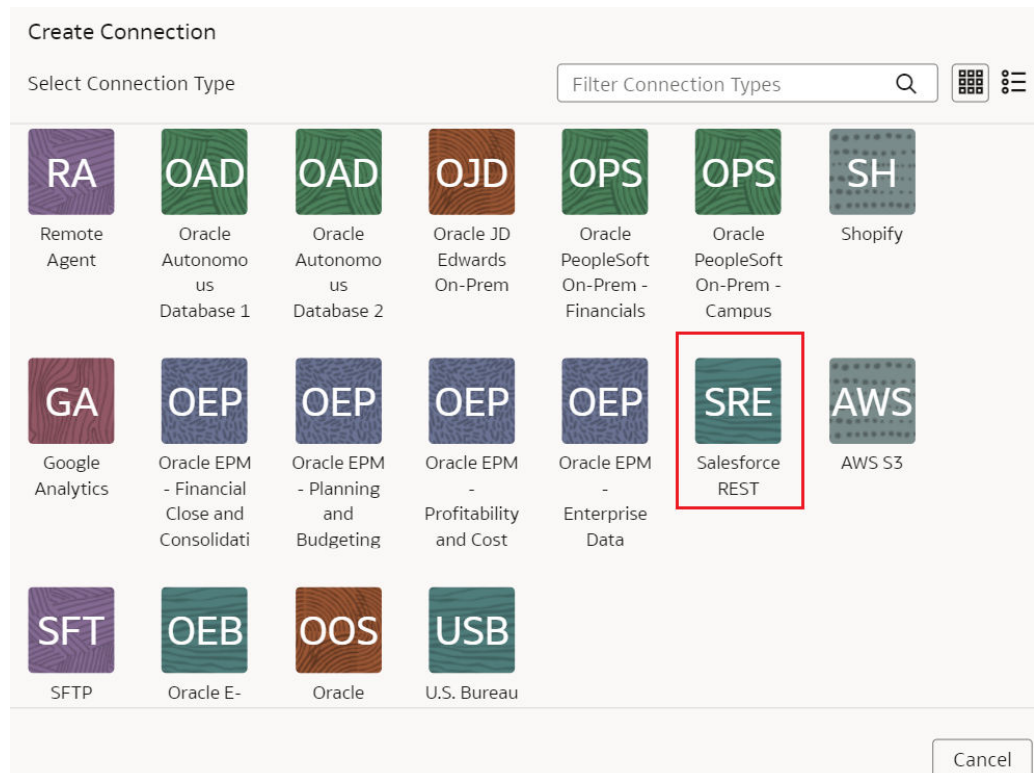 Create Connection
Select Connection Type
Filter Connection Types
RA OAD OAD OJD OPS OPS SH
Remote Agent
Oracle Autonomo us Database 1
Oracle Autonomo us Database 2
Oracle JD Edwards On-Prem
Oracle PeopleSoft On-Prem - Financials
Oracle PeopleSoft On-Prem - Campus
Shopify
GA OEP OEP OEP OEP SRE AWS
Google Analytics
Oracle EPM - Financial Close and Consolidati
Oracle EPM - Planning and Budgeting
Oracle EPM - Profitability and Cost
Oracle EPM - Enterprise Data
Salesforce REST
AWS S3
SFT OEB OOS USB
SFTP
Oracle E-
Oracle
U.S. Bureau
Cancel